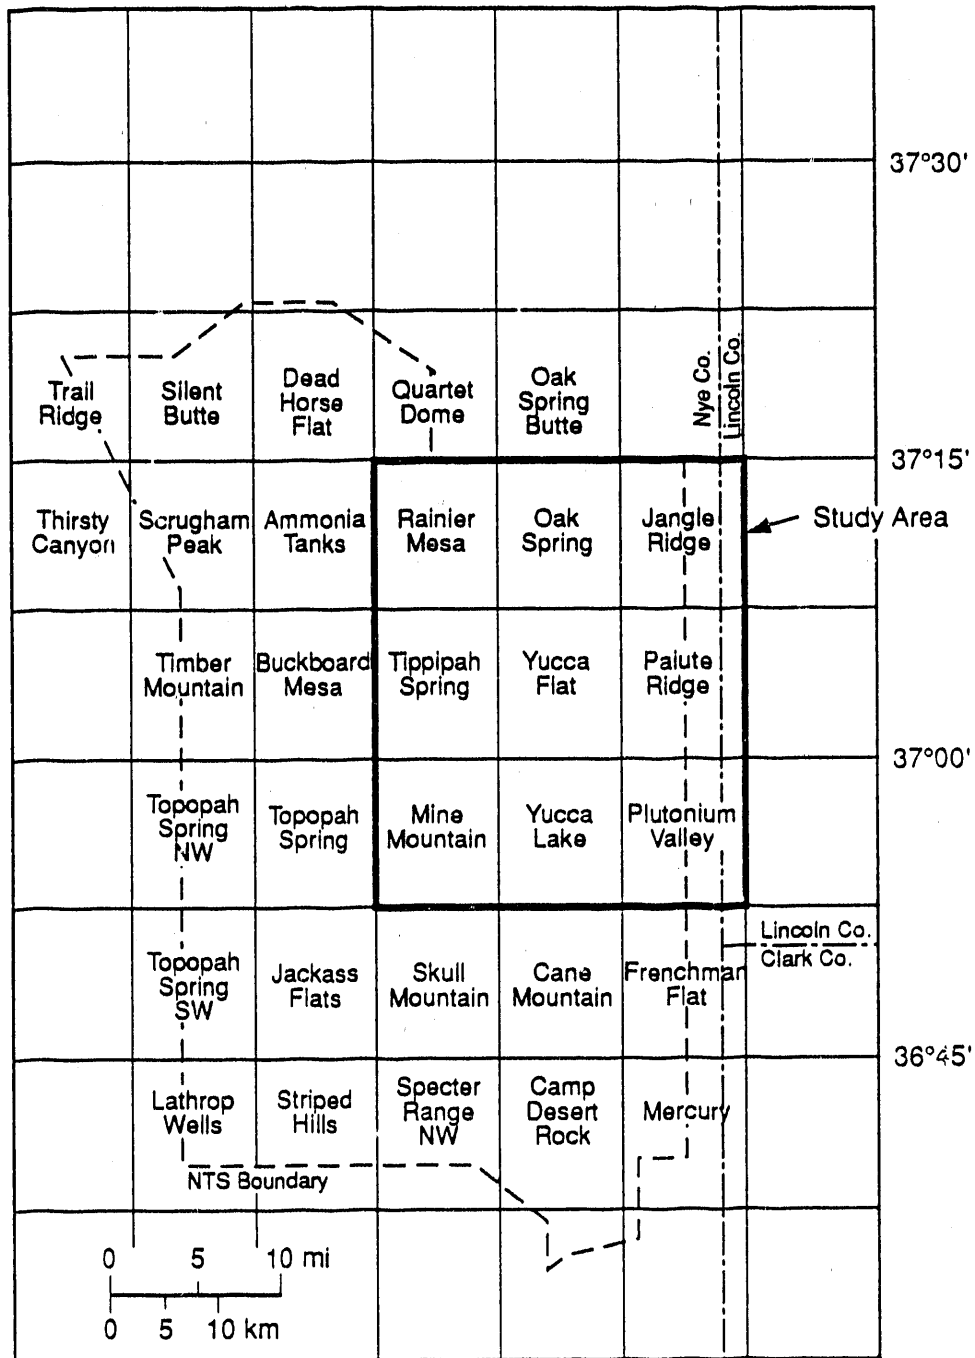 37°30'
Trail
Ridge
Silent
Butte
Dead
Horse
Flat
Quartet
Dome
Oak
Spring
Butte
Nye Co.
Lincoln Co.
37°15'
Thirsty
Canyon
Scrugham
Peak
Ammonia
Tanks
Rainier
Mesa
Oak
Spring
Jangle
Ridge
Study Area
Timber
Mountain
Buckboard
Mesa
Tippipah
Spring
Yucca
Flat
Paiute
Ridge
37°00'
Topopah
Spring
NW
Topopah
Spring
Mine
Mountain
Yucca
Lake
Plutonium
Valley
Lincoln Co.
Clark Co.
Topopah
Spring
SW
Jackass
Flats
Skull
Mountain
Cane
Mountain
Frenchman
Flat
36°45'
Lathrop
Wells
Striped
Hills
Specter
Range
NW
Camp
Desert
Rock
Mercury
NTS Boundary
0 5 10 mi
0 5 10 km